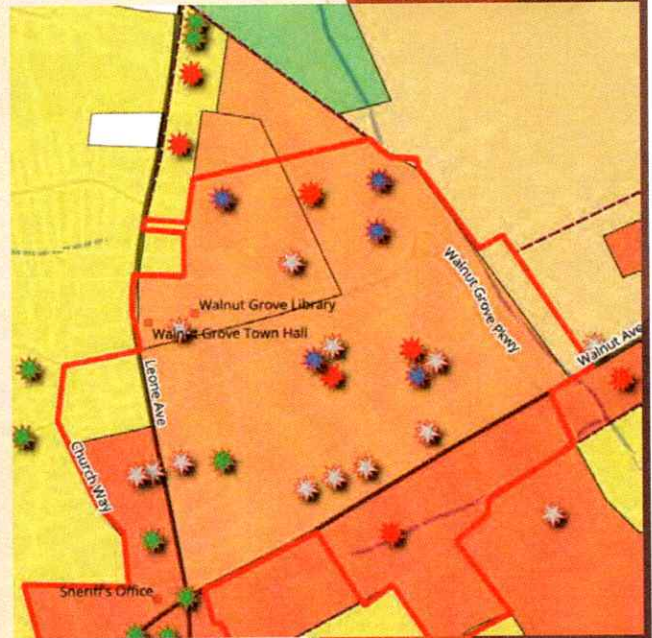 Walnut Grove Library
Walnut Grove Town Hall
Walnut Grove Pkwy
Walnut Ave
Leone Ave
Church Way
Sheriff's Office